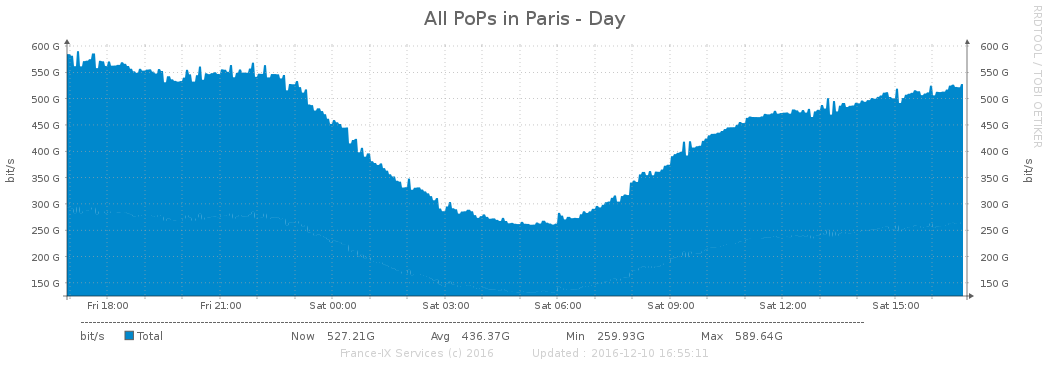 All PoPs in Paris - Day
RRDTOOL / TOBI OETIKER
600 G 600 G
550 G 550 G
500 G 500 G
450 G 450 G
400 G 400 G
350 G 350 G
300 G 300 G
250 G 250 G
200 G 200 G
150 G 150 G
bit/s
bit/s
Fri 18:00 Fri 21:00 Sat 00:00 Sat 03:00 Sat 06:00 Sat 09:00 Sat 12:00 Sat 15:00
bit/s Total Now 527.21G Avg 436.37G Min 259.93G Max 589.64G
France-IX Services (c) 2016 Updated : 2016-12-10 16:55:11